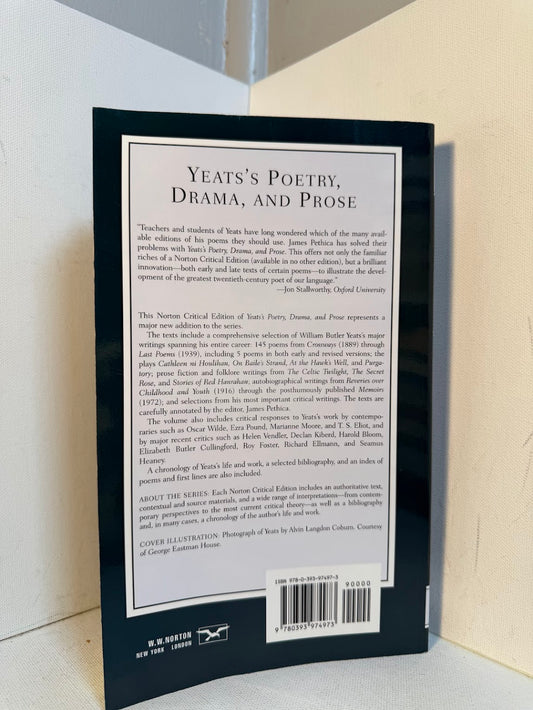 YEATS'S POETRY,
DRAMA, AND PROSE
"Teachers and students of Yeats have long wondered which of the many avail-
able editions of his poems they should use. James Pethica has solved their
problems with Yeats's Poetry, Drama, and Prose. This offers not only the familiar
riches of a Norton Critical Edition (available in no other edition), but a brilliant
innovation—both early and late texts of certain poems—to illustrate the devel-
opment of the greatest twentieth-century poet of our language."
—Jon Stallworthy, Oxford University
This Norton Critical Edition of Yeats's Poetry, Drama, and Prose represents a
major new addition to the series.
The texts include a comprehensive selection of William Butler Yeats's major
writings spanning his entire career: 145 poems from Crossways (1889) through
Last Poems (1939), including 5 poems in both early and revised versions; the
plays Cathleen ni Houlihan, On Baile's Strand, At the Hawk's Well, and Purga-
tory; prose fiction and folklore writings from The Celtic Twilight, The Secret
Rose, and Stories of Red Hanrahan; autobiographical writings from Reveries over
Childhood and Youth (1916) through the posthumously published Memoirs
(1972); and selections from his most important critical writings. The texts are
carefully annotated by the editor, James Pethica.
The volume also includes critical responses to Yeats's work by contempo-
raries such as Oscar Wilde, Ezra Pound, Marianne Moore, and T. S. Eliot, and
by major recent critics such as Helen Vendler, Declan Kiberd, Harold Bloom,
Elizabeth Butler Cullingford, Roy Foster, Richard Ellmann, and Seamus
Heaney.
A chronology of Yeats's life and work, a selected bibliography, and an index of
poems and first lines are also included.
ABOUT THE SERIES: Each Norton Critical Edition includes an authoritative text,
contextual and source materials, and a wide range of interpretations—from contem-
porary perspectives to the most current critical theory—as well as a bibliography
and, in many cases, a chronology of the author's life and work.
COVER ILLUSTRATION: Photograph of Yeats by Alvin Langdon Coburn. Courtesy
of George Eastman House.
ISBN 978-0-393-97497-3
90000
9 780393 974973
W.W.NORTON
NEW YORK LONDON